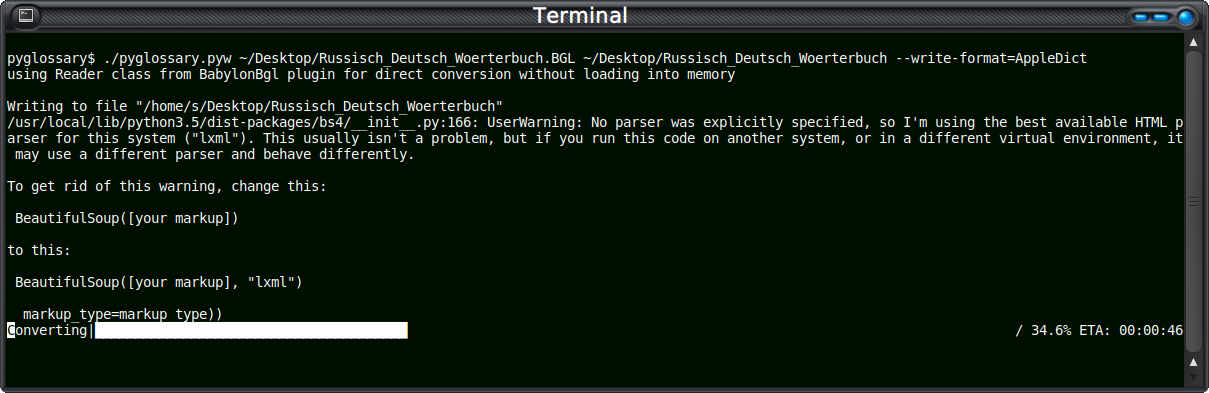 Terminal
pyglossary$ ./pyglossary.pyw ~/Desktop/Russisch_Deutsch_Woerterbuch.BGL ~/Desktop/Russisch_Deutsch_Woerterbuch --write-format=AppleDict
using Reader class from BabylonBgl plugin for direct conversion without loading into memory
Writing to file "/home/s/Desktop/Russisch_Deutsch_Woerterbuch"
/usr/local/lib/python3.5/dist-packages/bs4/__init__.py:166: UserWarning: No parser was explicitly specified, so I'm using the best available HTML p
arser for this system ("lxml"). This usually isn't a problem, but if you run this code on another system, or in a different virtual environment, it
 may use a different parser and behave differently.
To get rid of this warning, change this:
 BeautifulSoup([your markup])
to this:
 BeautifulSoup([your markup], "lxml")
  markup_type=markup_type))
Converting| / 34.6% ETA: 00:00:46